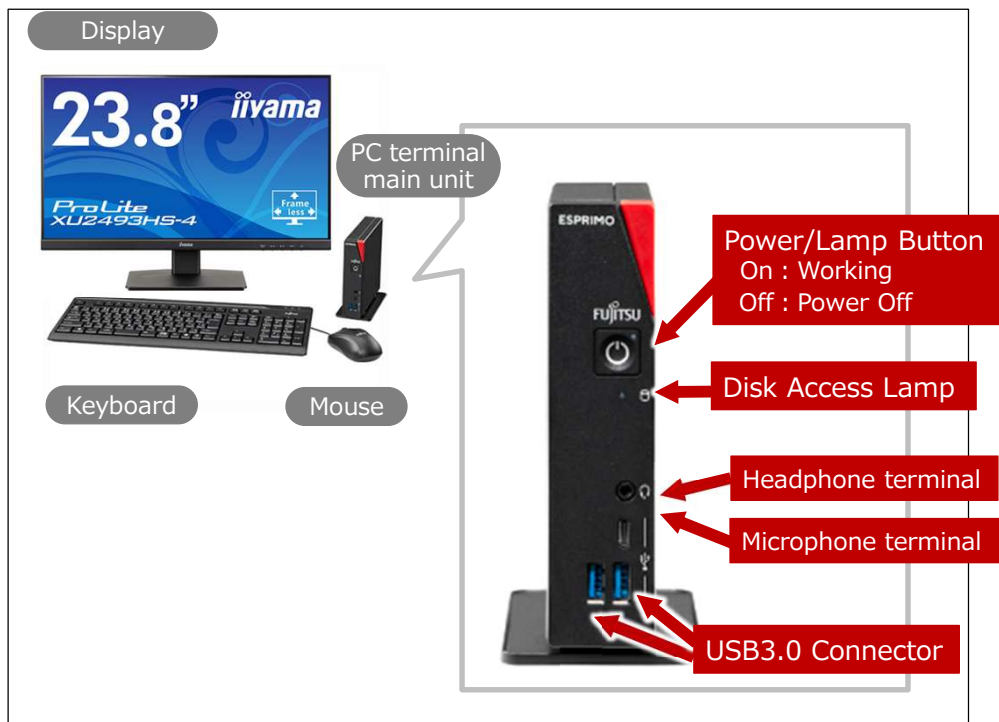 Display
23.8”
iiyama
ProLite
XU2493HS-4
Frame
less
iiyama
PC terminal
main unit
ESPRIMO
FUJITSU
Power/Lamp Button
On : Working
Off : Power Off
Disk Access Lamp
Headphone terminal
Microphone terminal
USB3.0 Connector
Keyboard
Mouse